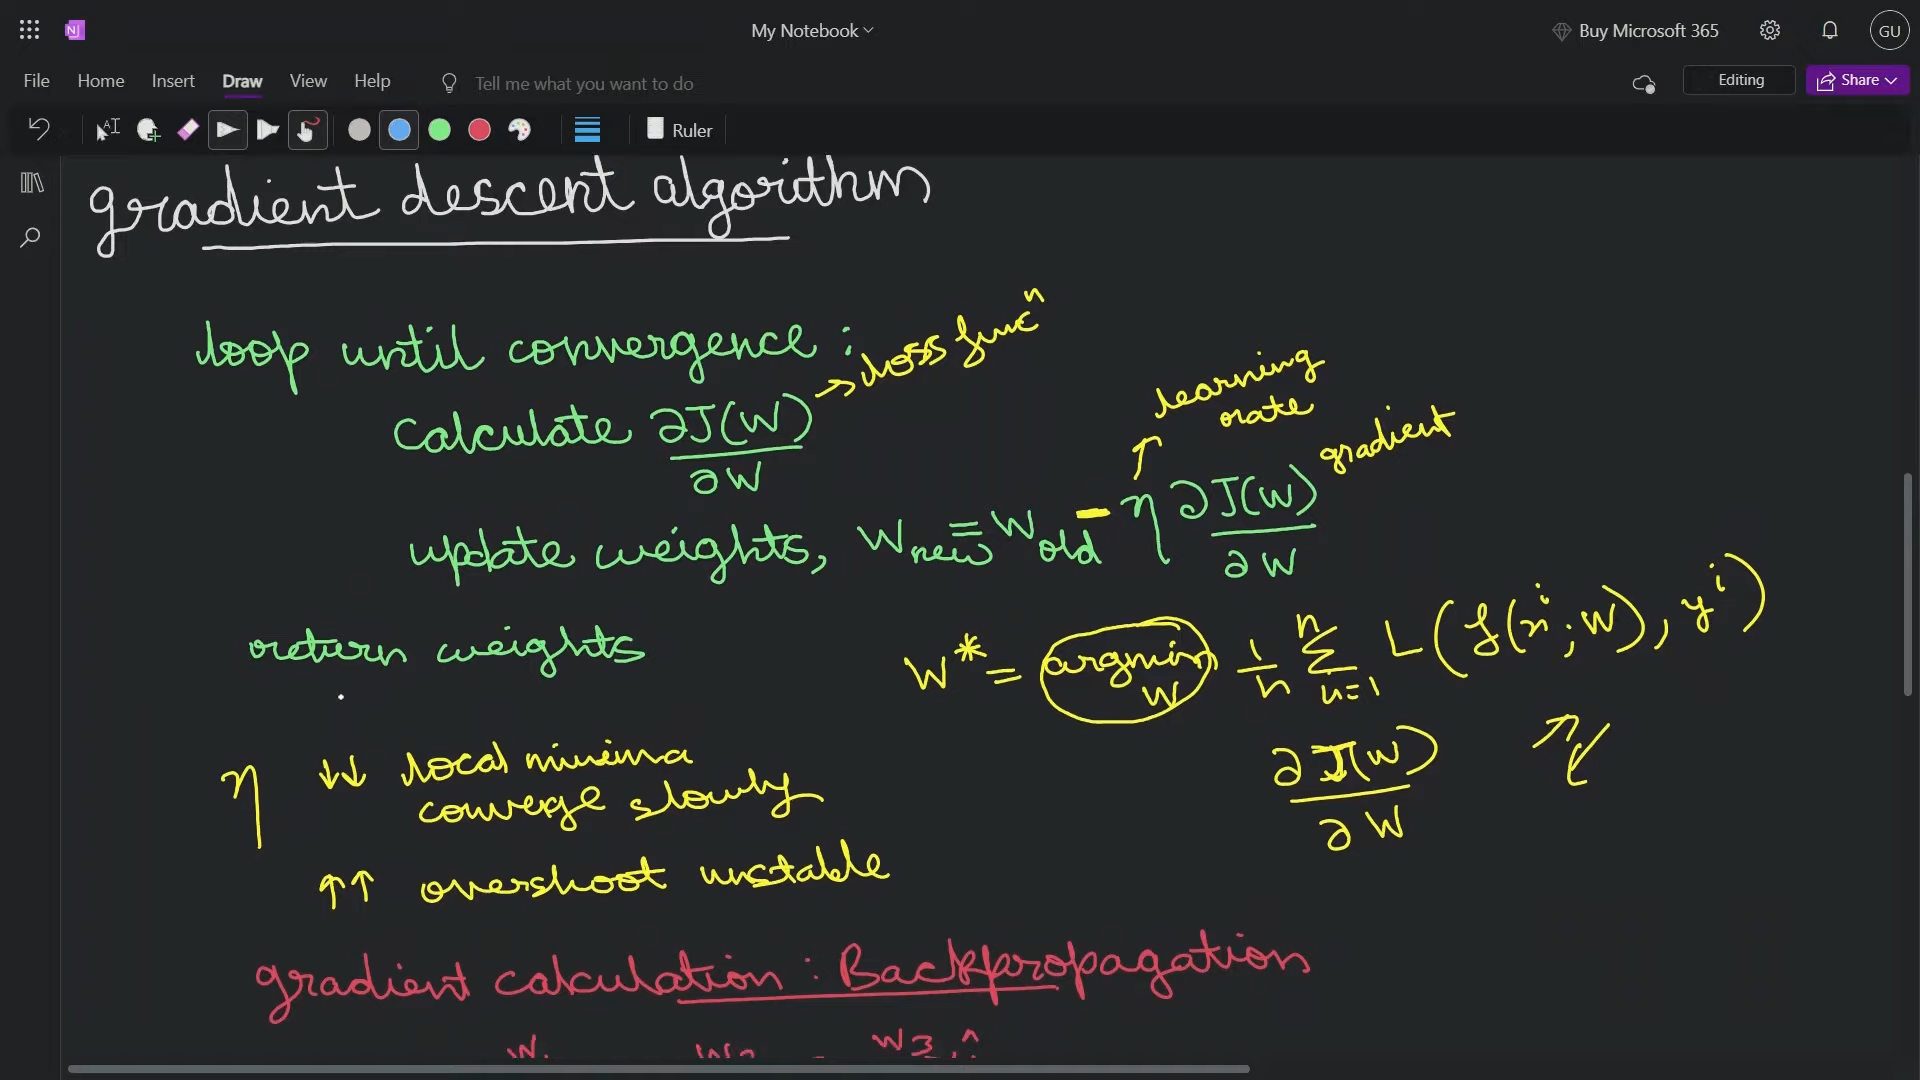 My Notebook
Buy Microsoft 365
GU
File Home Insert Draw View Help Tell me what you want to do
Editing Share
Ruler
gradient descent algorithm
loop until convergence :
→ loss funcⁿ
calculate ∂J(W)/∂W
learning rate
gradient
update weights, Wnew = Wold - η ∂J(W)/∂W
return weights
W* = argmin W 1/n Σ n n=1 L(f(xⁱ; W), yⁱ)
η ↓↓ local minima
converge slowly
∂J(W)/∂W
↑↑ overshoot unstable
gradient calculation : Backpropagation